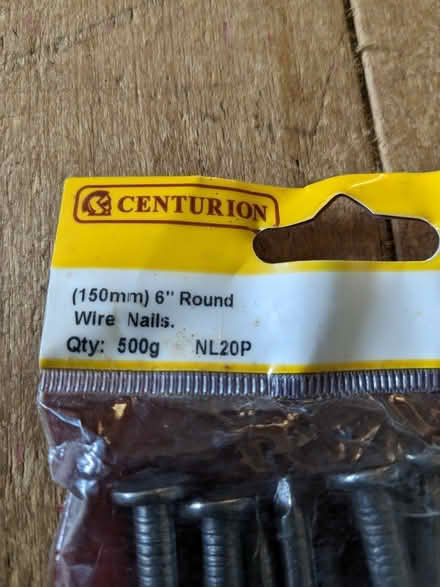 CENTURION
(150mm) 6" Round
Wire Nails.
Qty: 500g NL20P